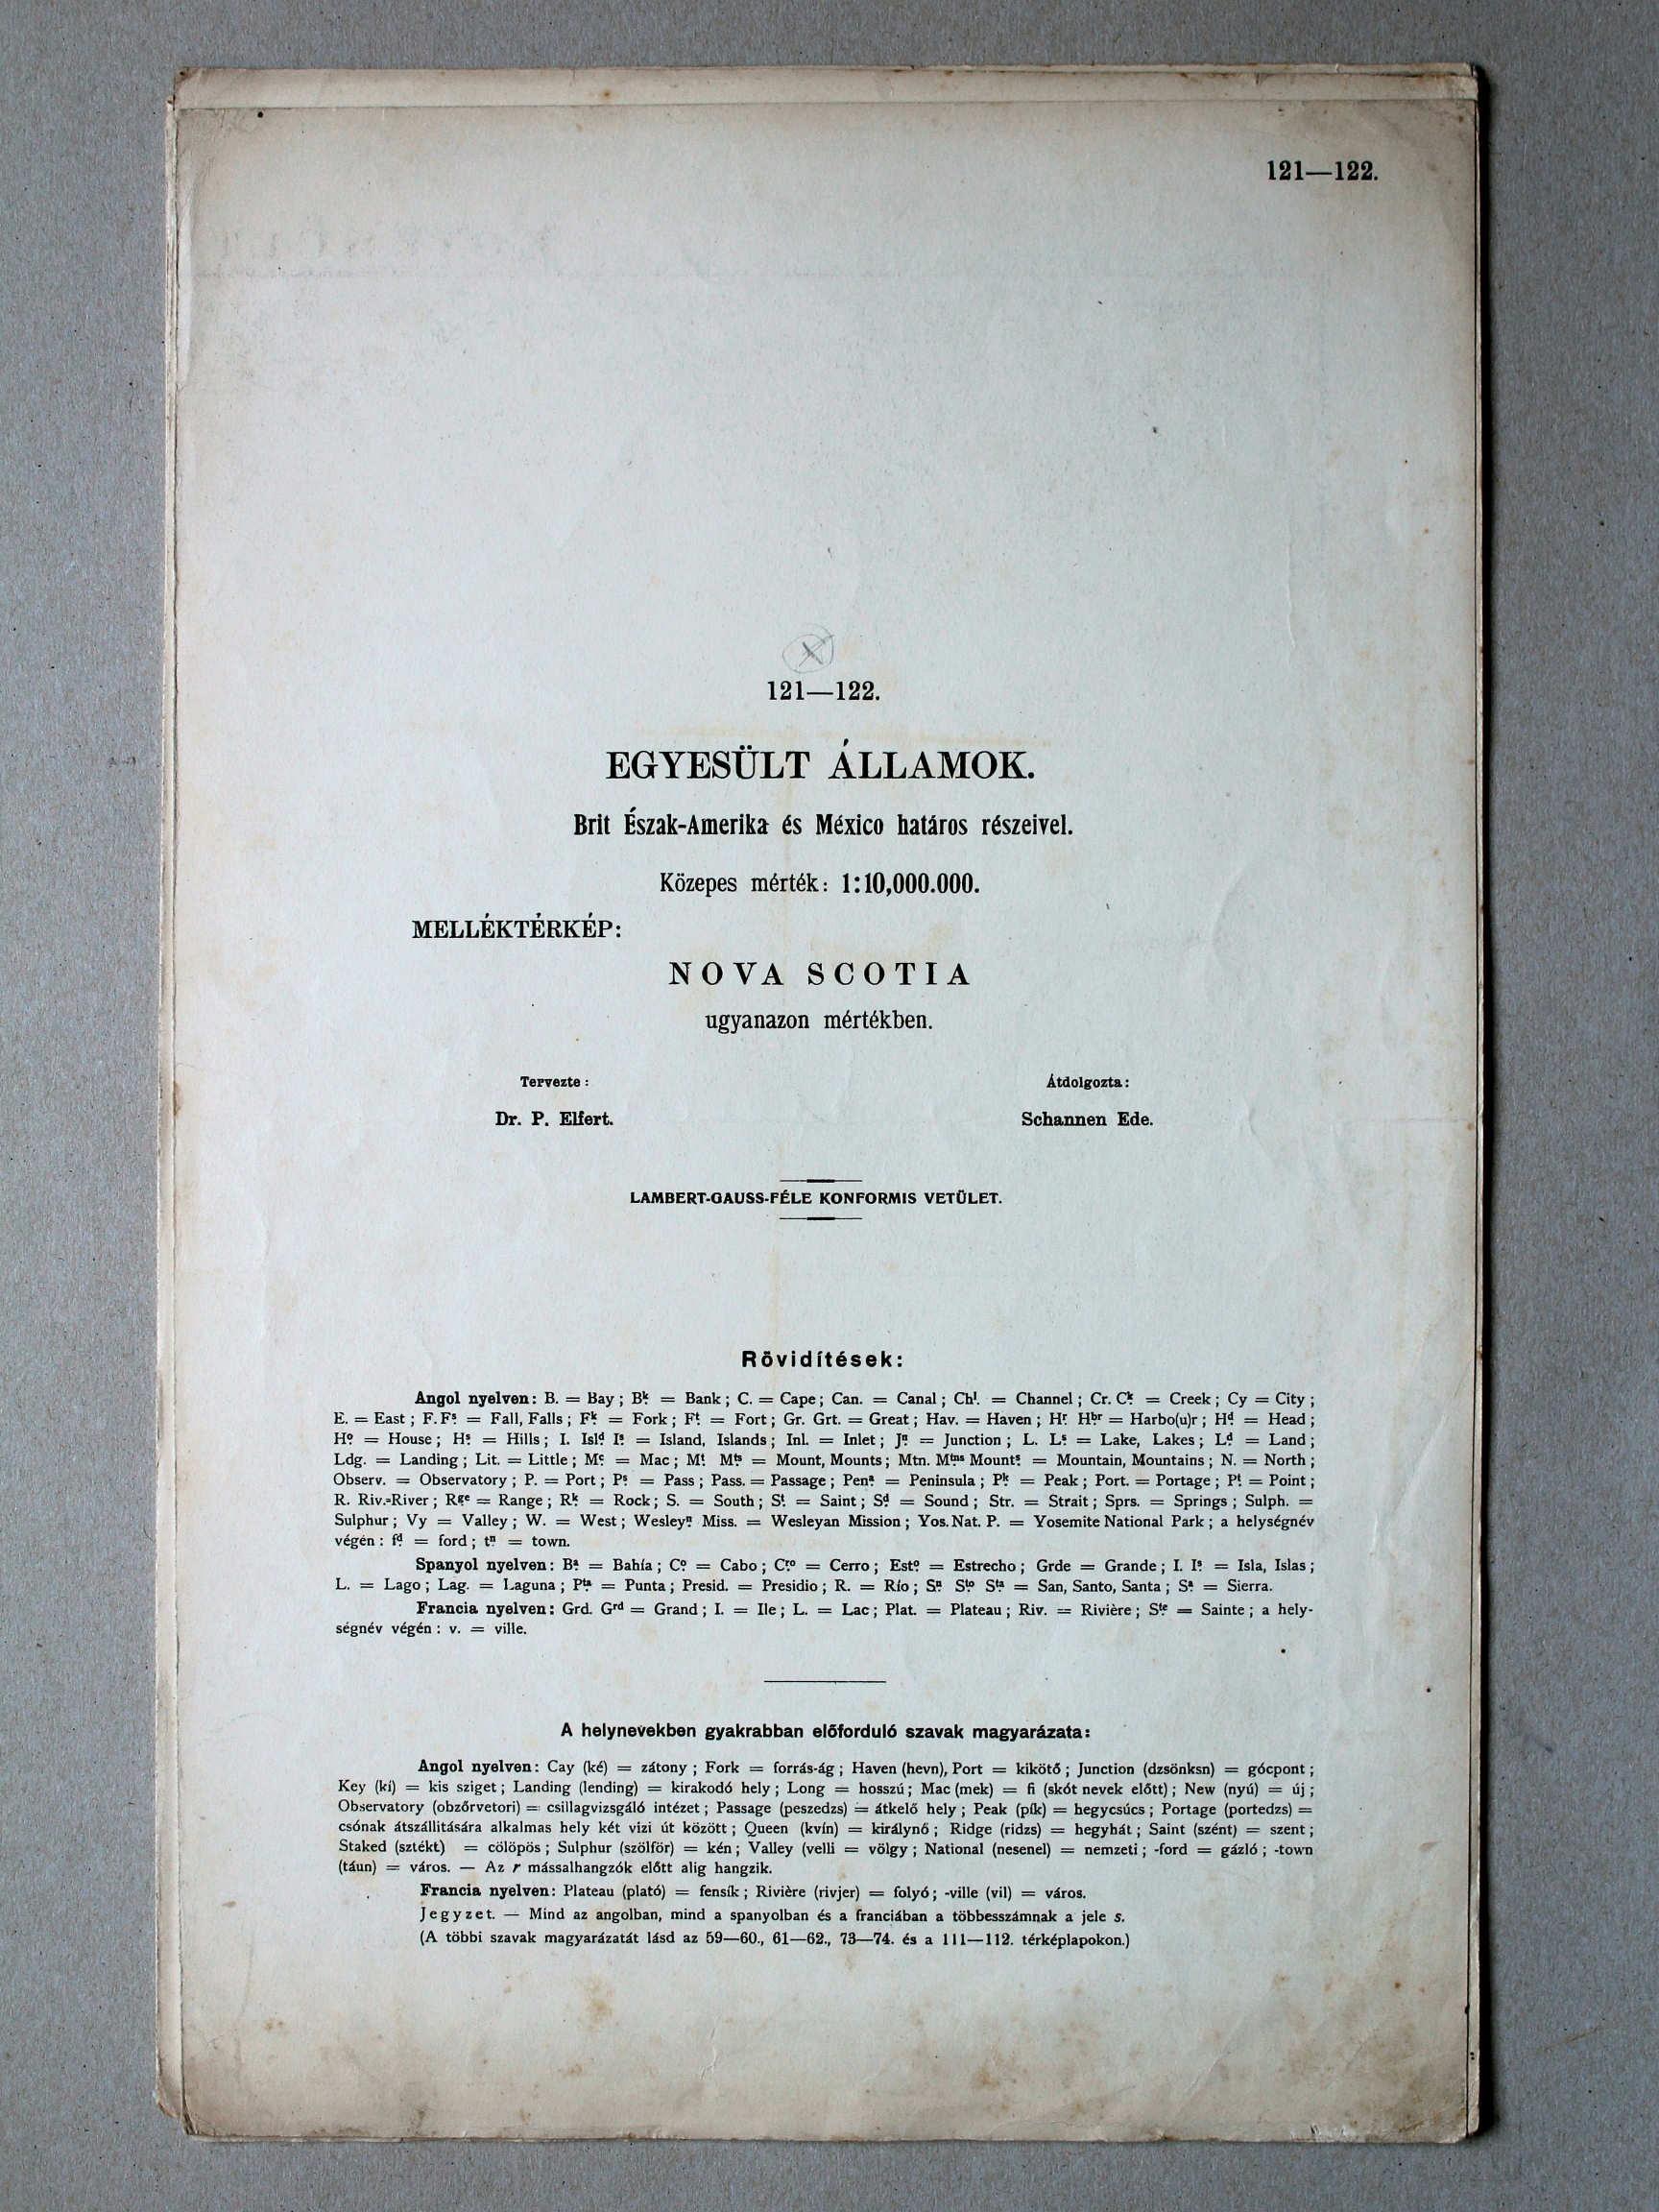 121—122.
121—122.
EGYESÜLT ÁLLAMOK.
Brit Észak-Amerika és México határos részeivel.
Közepes mérték: 1:10,000.000.
MELLÉKTÉRKÉP:
NOVA SCOTIA
ugyanazon mértékben.
Tervezte: Átdolgozta:
Dr. P. Elfert. Schannen Ede.
LAMBERT-GAUSS-FÉLE KONFORMIS VETÜLET.
Rövidítések:
Angol nyelven: B. = Bay; Bᵏ = Bank; C. = Cape; Can. = Canal; Chˡ. = Channel; Cr. Cᵏ = Creek; Cy = City;
E. = East; F. Fˢ = Fall, Falls; Fᵏ = Fork; Fᵗ = Fort; Gr. Grt. = Great; Hav. = Haven; Hʳ Hᵇʳ = Harbo(u)r; Hᵈ = Head;
Hᵒ = House; Hˢ = Hills; I. Islᵈ Iˢ = Island, Islands; Inl. = Inlet; Jⁿ = Junction; L. Lˢ = Lake, Lakes; Lᵈ = Land;
Ldg. = Landing; Lit. = Little; Mᶜ = Mac; Mᵗ Mᵗˢ = Mount, Mounts; Mtn. Mᵗⁿˢ Mountˢ = Mountain, Mountains; N. = North;
Observ. = Observatory; P. = Port; Pˢ = Pass; Pass. = Passage; Penᵃ = Peninsula; Pᵏ = Peak; Port. = Portage; Pᵗ = Point;
R. Riv.=River; Rᵍᵉ = Range; Rᵏ = Rock; S. = South; Sᵗ = Saint; Sᵈ = Sound; Str. = Strait; Sprs. = Springs; Sulph. =
Sulphur; Vy = Valley; W. = West; Wesleyⁿ Miss. = Wesleyan Mission; Yos. Nat. P. = Yosemite National Park; a helységnév
végén: fᵈ = ford; tⁿ = town.
Spanyol nyelven: Bᵃ = Bahía; Cᵒ = Cabo; Cʳᵒ = Cerro; Estᵒ = Estrecho; Grde = Grande; I. Iˢ = Isla, Islas;
L. = Lago; Lag. = Laguna; Pᵗᵃ = Punta; Presid. = Presidio; R. = Río; Sⁿ Sᵗᵒ Sᵗᵃ = San, Santo, Santa; Sᵃ = Sierra.
Francia nyelven: Grd. Gʳᵈ = Grand; I. = Ile; L. = Lac; Plat. = Plateau; Riv. = Rivière; Sᵗᵉ = Sainte; a hely-
ségnév végén: v. = ville.
A helynevekben gyakrabban előforduló szavak magyarázata:
Angol nyelven: Cay (ké) = zátony; Fork = forrás-ág; Haven (hevn), Port = kikötő; Junction (dzsönksn) = gócpont;
Key (kí) = kis sziget; Landing (lending) = kirakodó hely; Long = hosszú; Mac (mek) = fi (skót nevek előtt); New (nyú) = új;
Observatory (obzőrvetori) = csillagvizsgáló intézet; Passage (peszedzs) = átkelő hely; Peak (pík) = hegycsúcs; Portage (portedzs) =
csónak átszállitására alkalmas hely két vizi út között; Queen (kvín) = királynő; Ridge (ridzs) = hegyhát; Saint (szént) = szent;
Staked (sztékt) = cölöpös; Sulphur (szölför) = kén; Valley (velli = völgy; National (nesenel) = nemzeti; -ford = gázló; -town
(táun) = város. — Az r mássalhangzók előtt alig hangzik.
Francia nyelven: Plateau (plató) = fensík; Rivière (rivjer) = folyó; -ville (vil) = város.
Jegyzet. — Mind az angolban, mind a spanyolban és a franciában a többesszámnak a jele s.
(A többi szavak magyarázatát lásd az 59—60., 61—62., 73—74. és a 111—112. térképlapokon.)